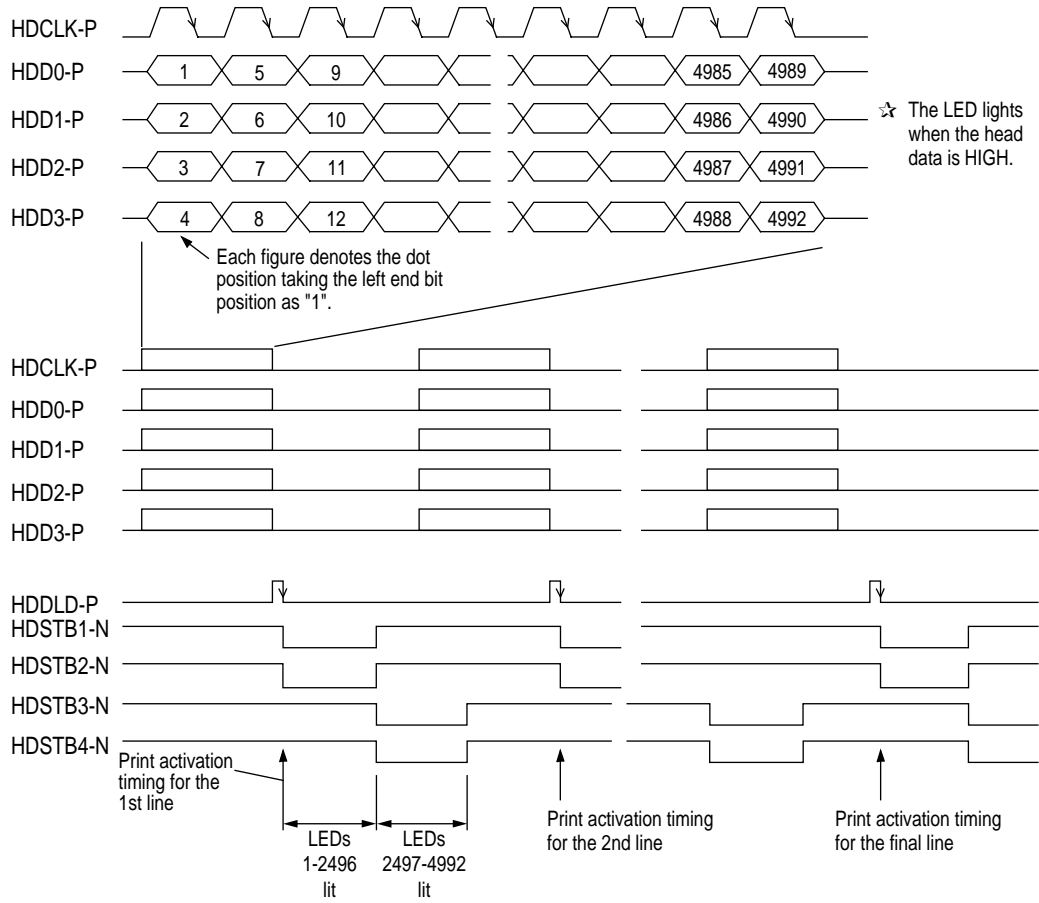 HDCLK-P
HDD0-P 1 5 9 4985 4989
HDD1-P 2 6 10 4986 4990
HDD2-P 3 7 11 4987 4991
HDD3-P 4 8 12 4988 4992
☆ The LED lights
when the head
data is HIGH.
Each figure denotes the dot
position taking the left end bit
position as "1".
HDCLK-P
HDD0-P
HDD1-P
HDD2-P
HDD3-P
HDDLD-P
HDSTB1-N
HDSTB2-N
HDSTB3-N
HDSTB4-N
Print activation
timing for the
1st line
LEDs
1-2496
lit
LEDs
2497-4992
lit
Print activation timing
for the 2nd line
Print activation timing
for the final line